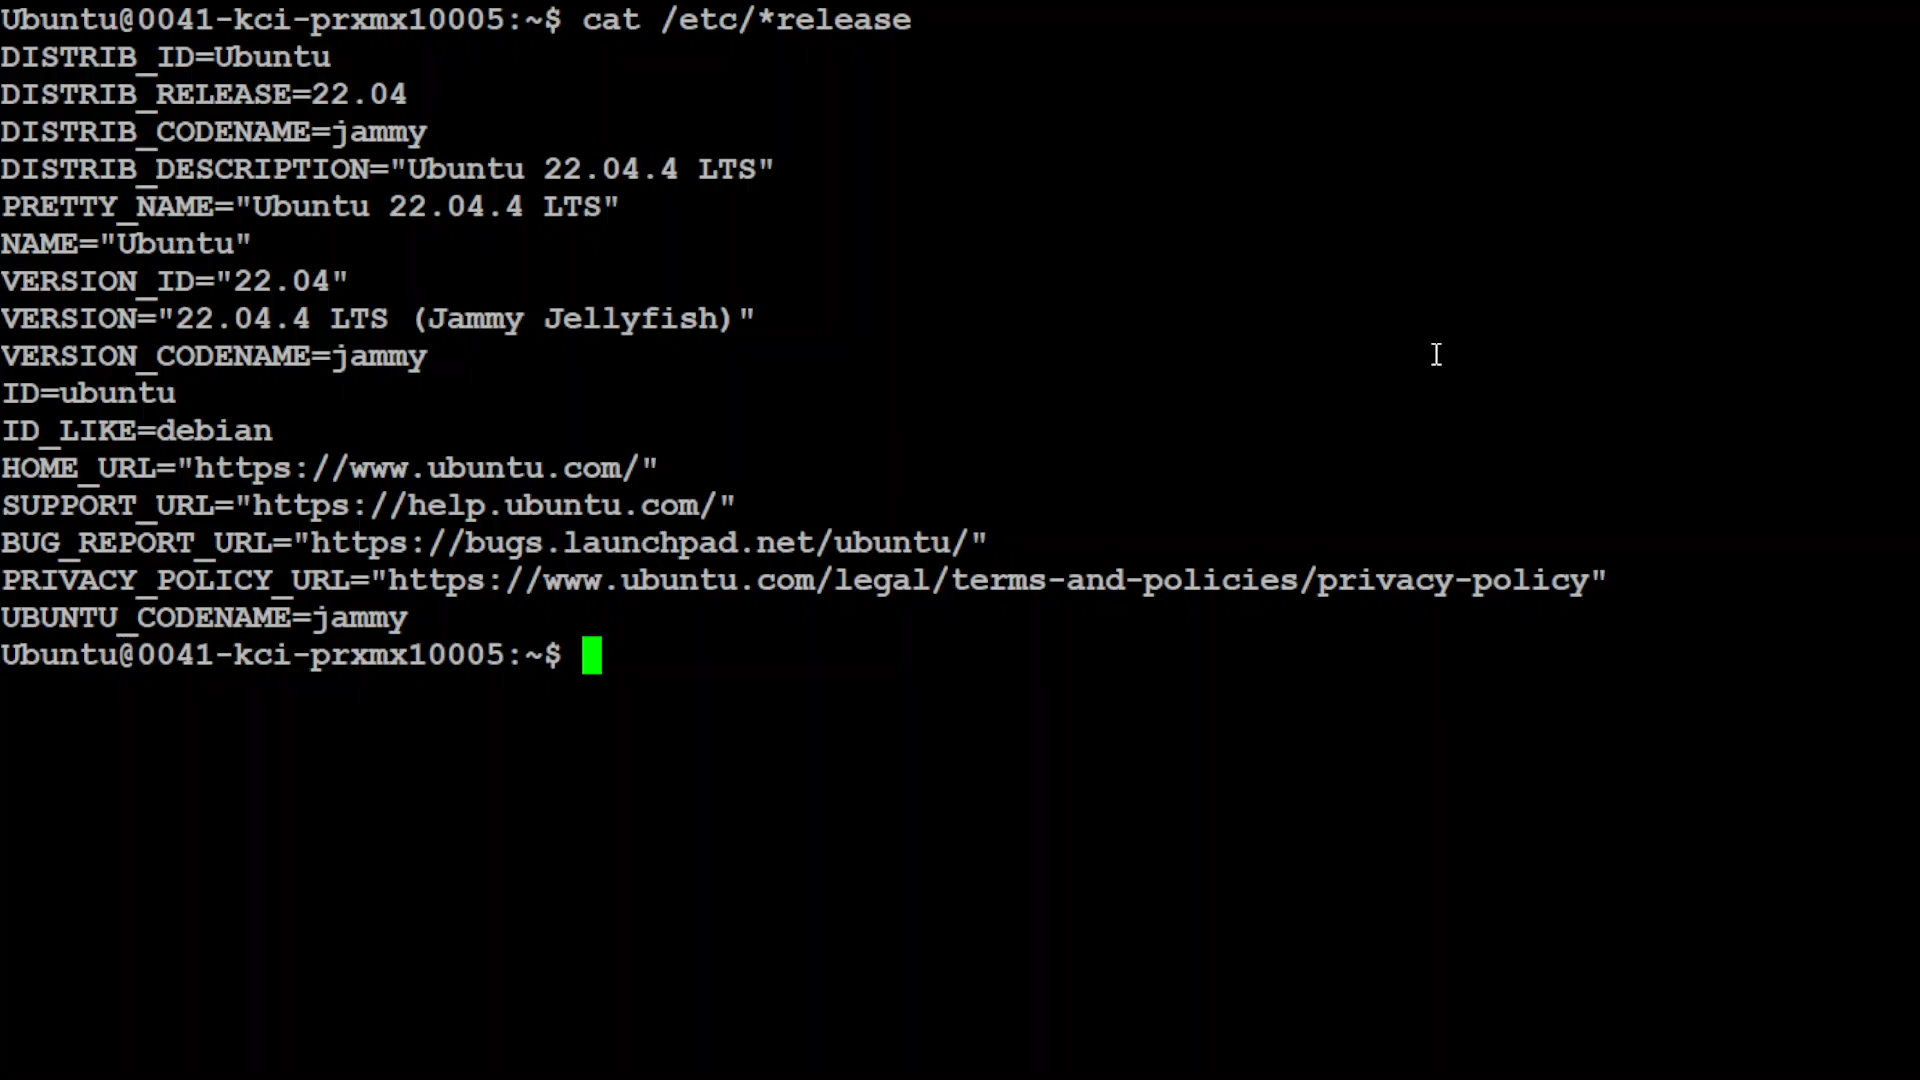 Ubuntu@0041-kci-prxmx10005:~$ cat /etc/*release
DISTRIB_ID=Ubuntu
DISTRIB_RELEASE=22.04
DISTRIB_CODENAME=jammy
DISTRIB_DESCRIPTION="Ubuntu 22.04.4 LTS"
PRETTY_NAME="Ubuntu 22.04.4 LTS"
NAME="Ubuntu"
VERSION_ID="22.04"
VERSION="22.04.4 LTS (Jammy Jellyfish)"
VERSION_CODENAME=jammy
ID=ubuntu
ID_LIKE=debian
HOME_URL="https://www.ubuntu.com/"
SUPPORT_URL="https://help.ubuntu.com/"
BUG_REPORT_URL="https://bugs.launchpad.net/ubuntu/"
PRIVACY_POLICY_URL="https://www.ubuntu.com/legal/terms-and-policies/privacy-policy"
UBUNTU_CODENAME=jammy
Ubuntu@0041-kci-prxmx10005:~$